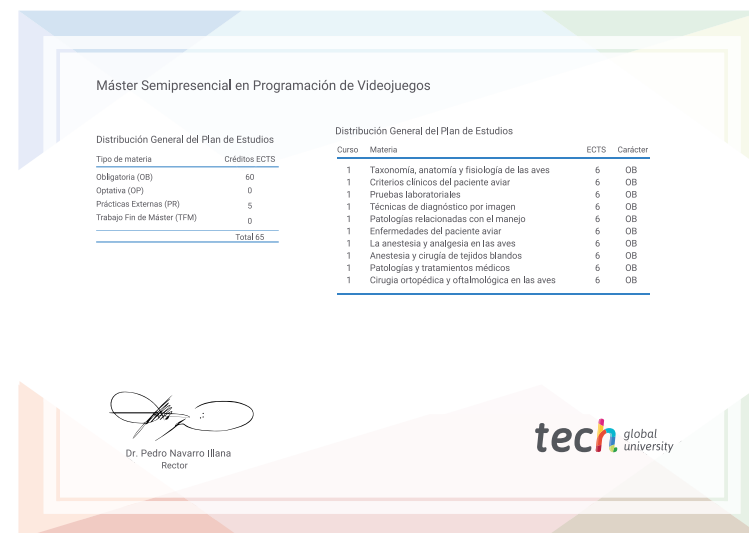 Máster Semipresencial en Programación de Videojuegos
Distribución General del Plan de Estudios
Tipo de materia Créditos ECTS
Obligatoria (OB) 60
Optativa (OP) 0
Prácticas Externas (PR) 5
Trabajo Fin de Máster (TFM) 0
Total 65
Distribución General del Plan de Estudios
Curso Materia ECTS Carácter
1 Taxonomía, anatomía y fisiología de las aves 6 OB
1 Criterios clínicos del paciente aviar 6 OB
1 Pruebas laboratoriales 6 OB
1 Técnicas de diagnóstico por imagen 6 OB
1 Patologías relacionadas con el manejo 6 OB
1 Enfermedades del paciente aviar 6 OB
1 La anestesia y analgesia en las aves 6 OB
1 Anestesia y cirugía de tejidos blandos 6 OB
1 Patologías y tratamientos médicos 6 OB
1 Cirugia ortopédica y oftalmológica en las aves 6 OB
Dr. Pedro Navarro Illana
Rector
tech global
university